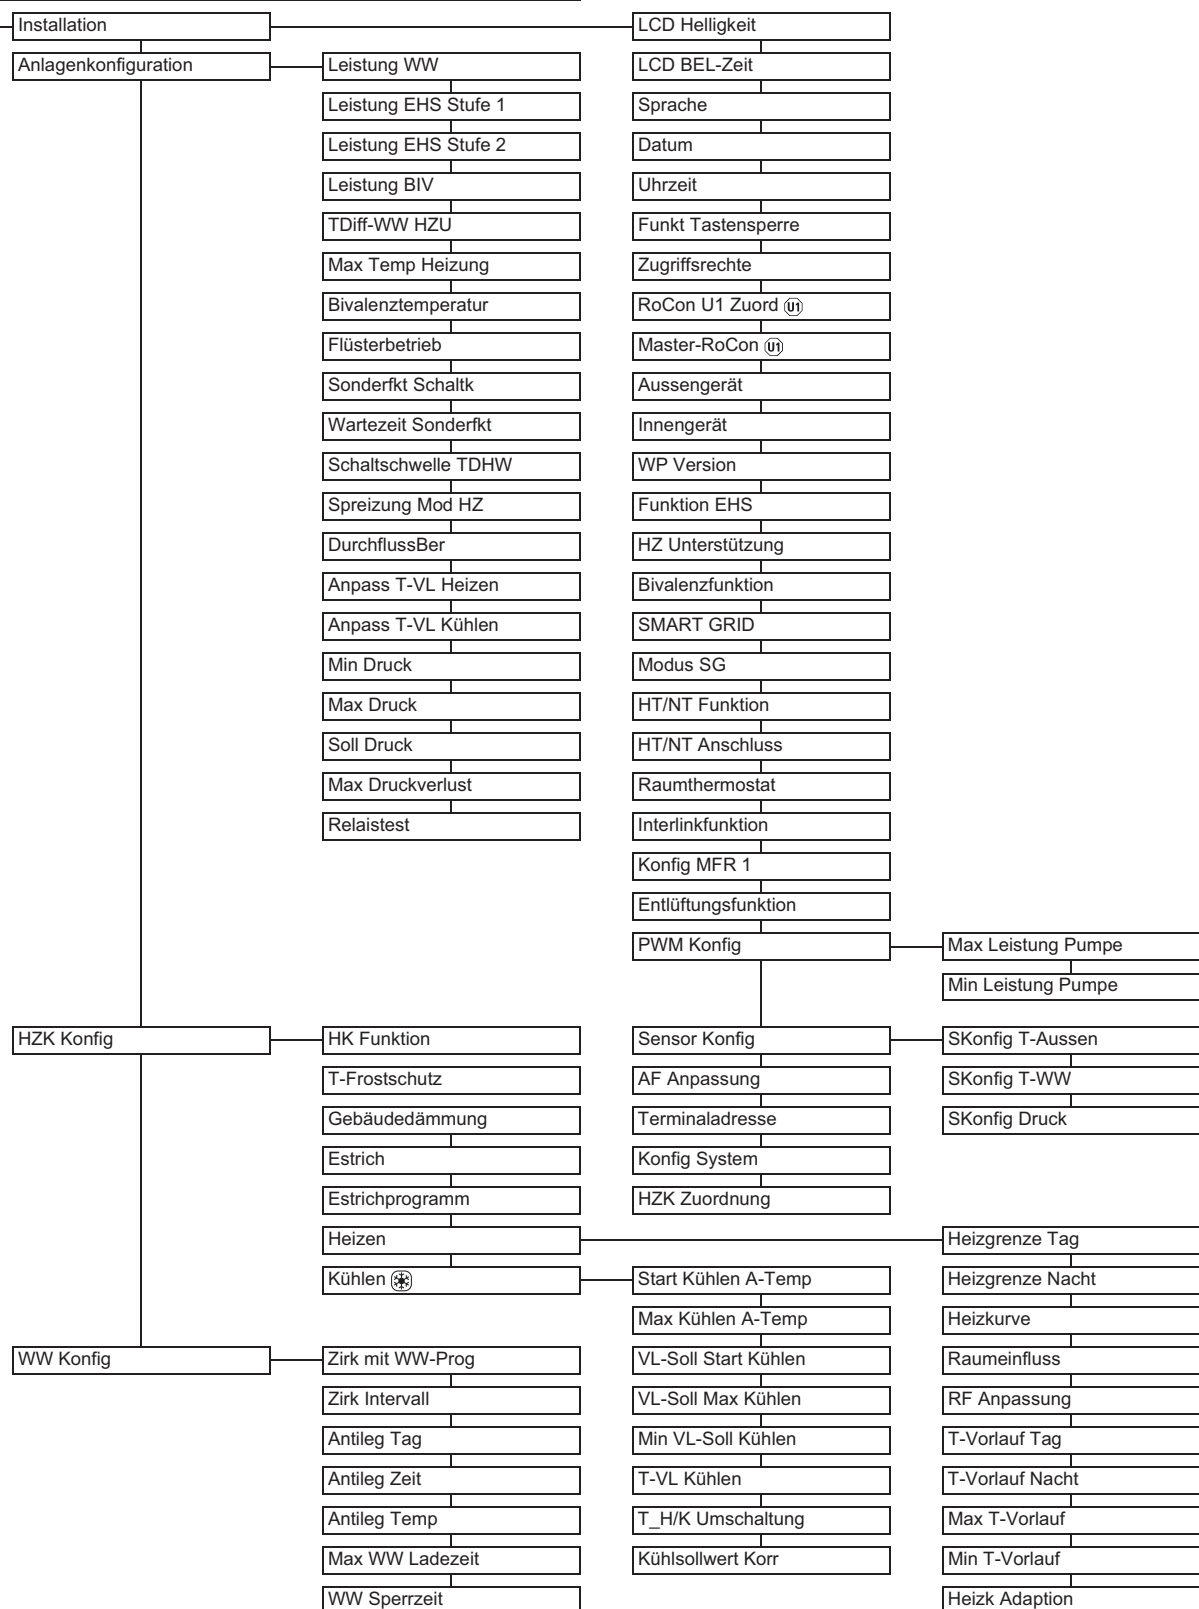 Installation
LCD Helligkeit
Anlagenkonfiguration
Leistung WW
LCD BEL-Zeit
Leistung EHS Stufe 1
Sprache
Leistung EHS Stufe 2
Datum
Leistung BIV
Uhrzeit
TDiff-WW HZU
Funkt Tastensperre
Max Temp Heizung
Zugriffsrechte
Bivalenztemperatur
RoCon U1 Zuord U1
Flüsterbetrieb
Master-RoCon U1
Sonderfkt Schaltk
Aussengerät
Wartezeit Sonderfkt
Innengerät
Schaltschwelle TDHW
WP Version
Spreizung Mod HZ
Funktion EHS
DurchflussBer
HZ Unterstützung
Anpass T-VL Heizen
Bivalenzfunktion
Anpass T-VL Kühlen
SMART GRID
Min Druck
Modus SG
Max Druck
HT/NT Funktion
Soll Druck
HT/NT Anschluss
Max Druckverlust
Raumthermostat
Relaistest
Interlinkfunktion
Konfig MFR 1
Entlüftungsfunktion
PWM Konfig
Max Leistung Pumpe
Min Leistung Pumpe
HZK Konfig
HK Funktion
Sensor Konfig
SKonfig T-Aussen
T-Frostschutz
AF Anpassung
SKonfig T-WW
Gebäudedämmung
Terminaladresse
SKonfig Druck
Estrich
Konfig System
Estrichprogramm
HZK Zuordnung
Heizen
Heizgrenze Tag
Kühlen
Start Kühlen A-Temp
Heizgrenze Nacht
Max Kühlen A-Temp
Heizkurve
WW Konfig
Zirk mit WW-Prog
VL-Soll Start Kühlen
Raumeinfluss
Zirk Intervall
VL-Soll Max Kühlen
RF Anpassung
Antileg Tag
Min VL-Soll Kühlen
T-Vorlauf Tag
Antileg Zeit
T-VL Kühlen
T-Vorlauf Nacht
Antileg Temp
T_H/K Umschaltung
Max T-Vorlauf
Max WW Ladezeit
Kühlsollwert Korr
Min T-Vorlauf
WW Sperrzeit
Heizk Adaption